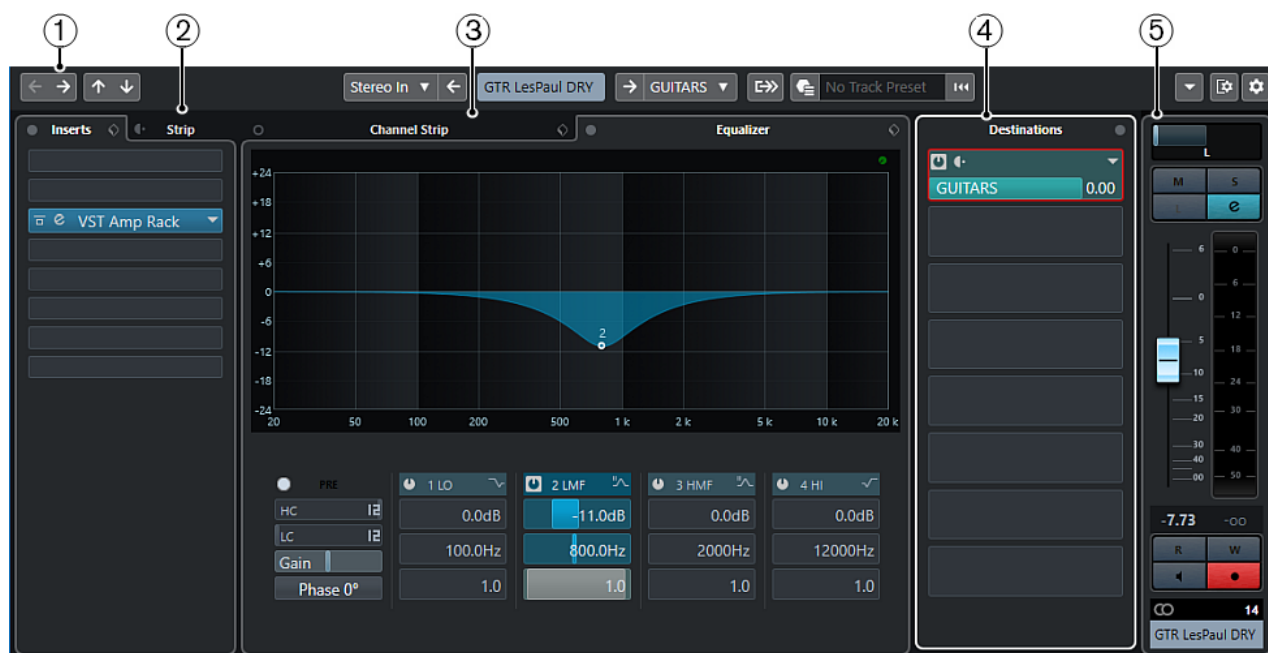 1 2 3 4 5
Stereo In GTR LesPaul DRY GUITARS No Track Preset
Inserts Strip Channel Strip Equalizer Destinations
L
M S
L e
VST Amp Rack
GUITARS 0.00
+24
+18
+12
+6
0
-6
-12
-18
-24
2
20 50 100 200 500 1 k 2 k 5 k 10 k 20 k
6
0
5
10
15
20
30
40
00
0
6
12
18
24
30
40
50
PRE
HC 12
LC 12
Gain
Phase 0°
1 LO
0.0dB
100.0Hz
1.0
2 LMF
-11.0dB
800.0Hz
1.0
3 HMF
0.0dB
2000Hz
1.0
4 HI
0.0dB
12000Hz
1.0
-7.73 -oo
R W
14
GTR LesPaul DRY